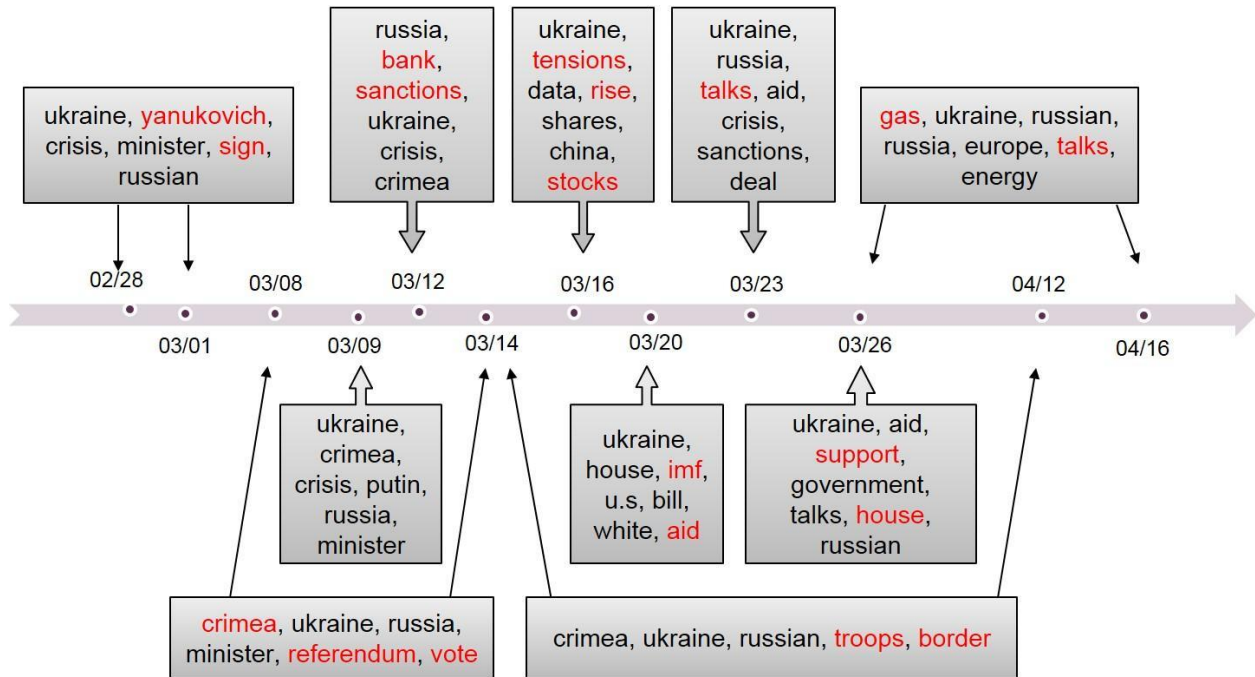 russia,
bank,
sanctions,
ukraine,
crisis,
crimea
ukraine,
tensions,
data, rise,
shares,
china,
stocks
ukraine,
russia,
talks, aid,
crisis,
sanctions,
deal
ukraine, yanukovich,
crisis, minister, sign,
russian
gas, ukraine, russian,
russia, europe, talks,
energy
02/28
03/08
03/12
03/16
03/23
04/12
03/01
03/09
03/14
03/20
03/26
04/16
ukraine,
crimea,
crisis, putin,
russia,
minister
ukraine,
house, imf,
u.s, bill,
white, aid
ukraine, aid,
support,
government,
talks, house,
russian
crimea, ukraine, russia,
minister, referendum, vote
crimea, ukraine, russian, troops, border